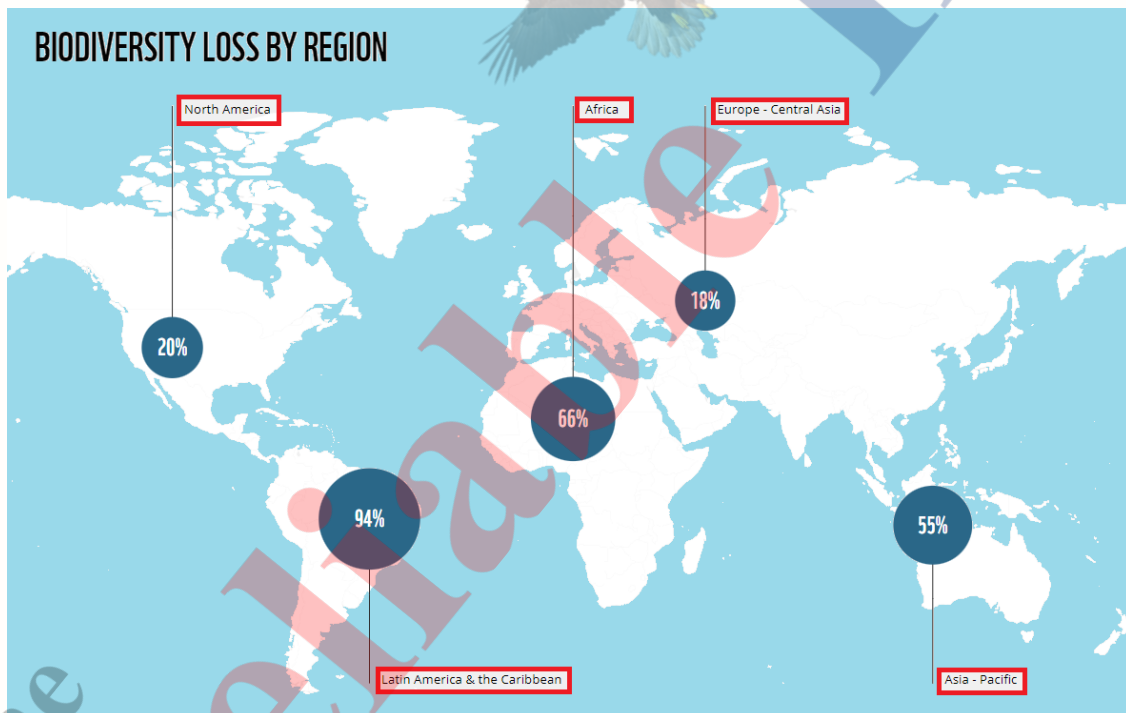 BIODIVERSITY LOSS BY REGION
North America
Africa
Europe - Central Asia
18%
20%
66%
94%
55%
Latin America & the Caribbean
Asia - Pacific